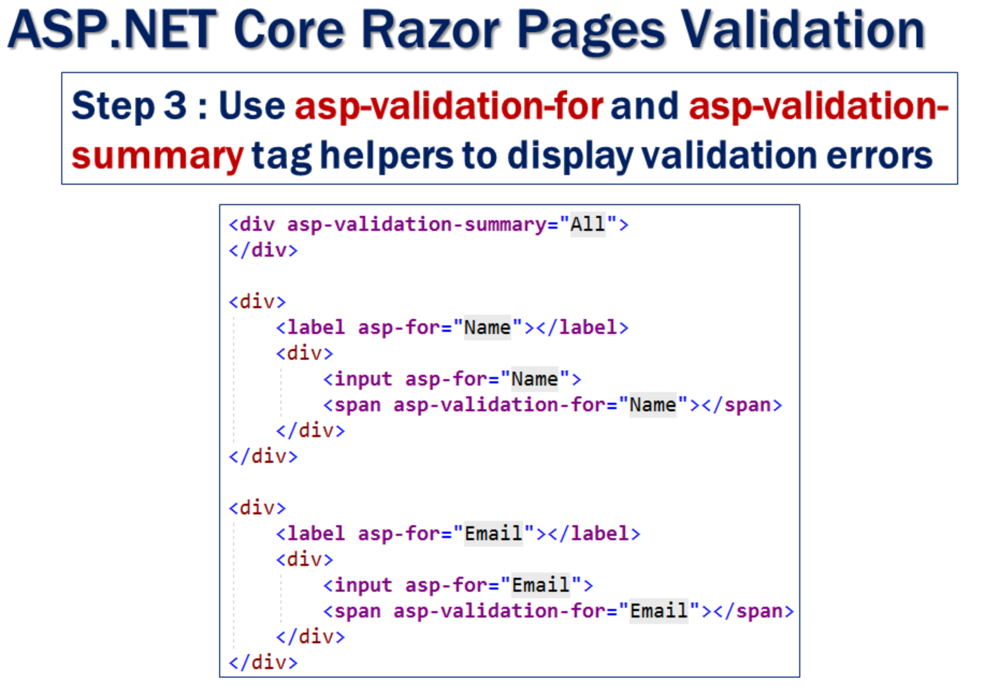 ASP.NET Core Razor Pages Validation
Step 3 : Use asp-validation-for and asp-validation-
summary tag helpers to display validation errors
<div asp-validation-summary="All">
</div>
<div>
<label asp-for="Name"></label>
<div>
<input asp-for="Name">
<span asp-validation-for="Name"></span>
</div>
</div>
<div>
<label asp-for="Email"></label>
<div>
<input asp-for="Email">
<span asp-validation-for="Email"></span>
</div>
</div>